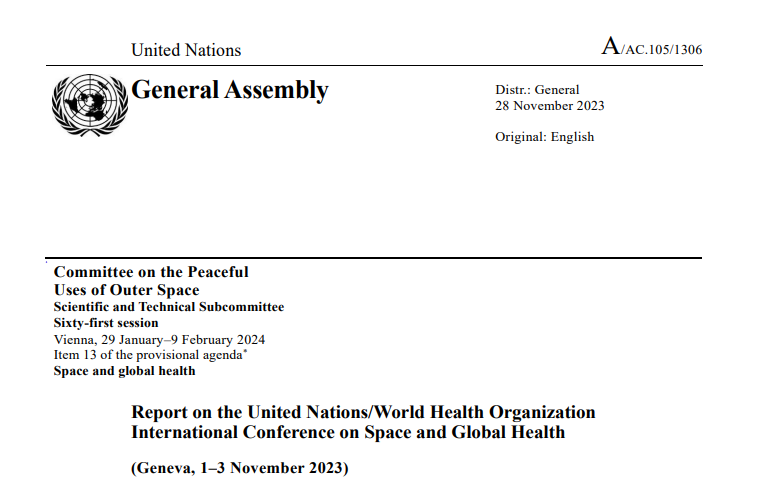 United Nations
A/AC.105/1306
General Assembly
Distr.: General
28 November 2023
Original: English
Committee on the Peaceful
Uses of Outer Space
Scientific and Technical Subcommittee
Sixty-first session
Vienna, 29 January–9 February 2024
Item 13 of the provisional agenda*
Space and global health
Report on the United Nations/World Health Organization
International Conference on Space and Global Health
(Geneva, 1–3 November 2023)